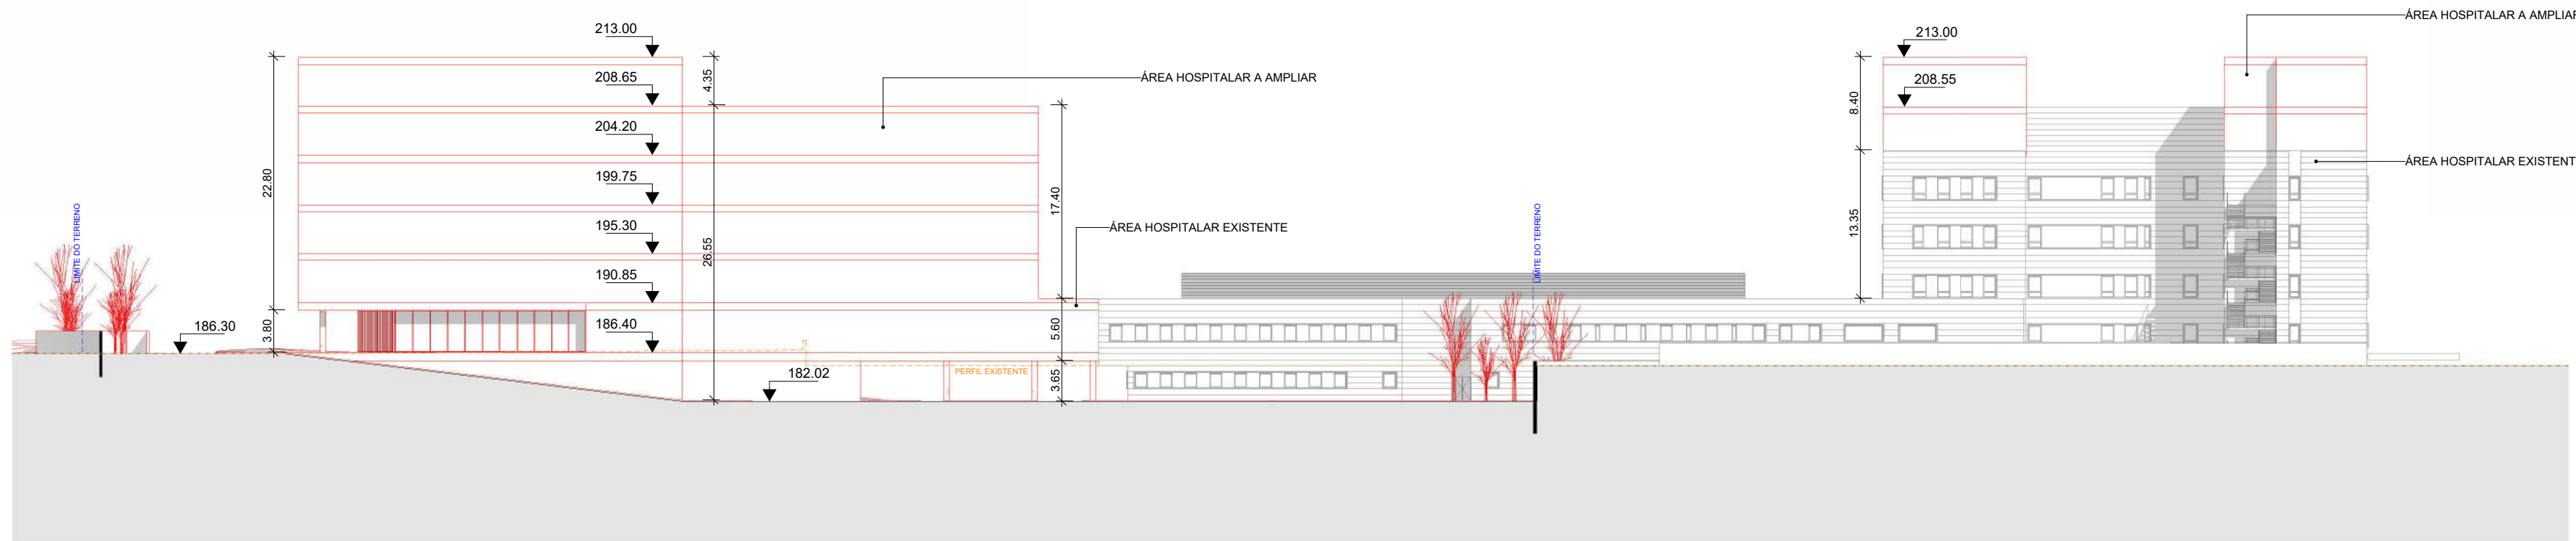 ÁREA HOSPITALAR A AMPLIAR
213.00
213.00
4.35
208.65
ÁREA HOSPITALAR A AMPLIAR
208.55
8.40
204.20
ÁREA HOSPITALAR EXISTENT
22.80
199.75
17.40
195.30
ÁREA HOSPITALAR EXISTENTE
13.35
LIMITE DO TERRENO
LIMITE DO TERRENO
26.55
190.85
186.30
3.80
186.40
5.60
182.02
PERFIL EXISTENTE
3.65